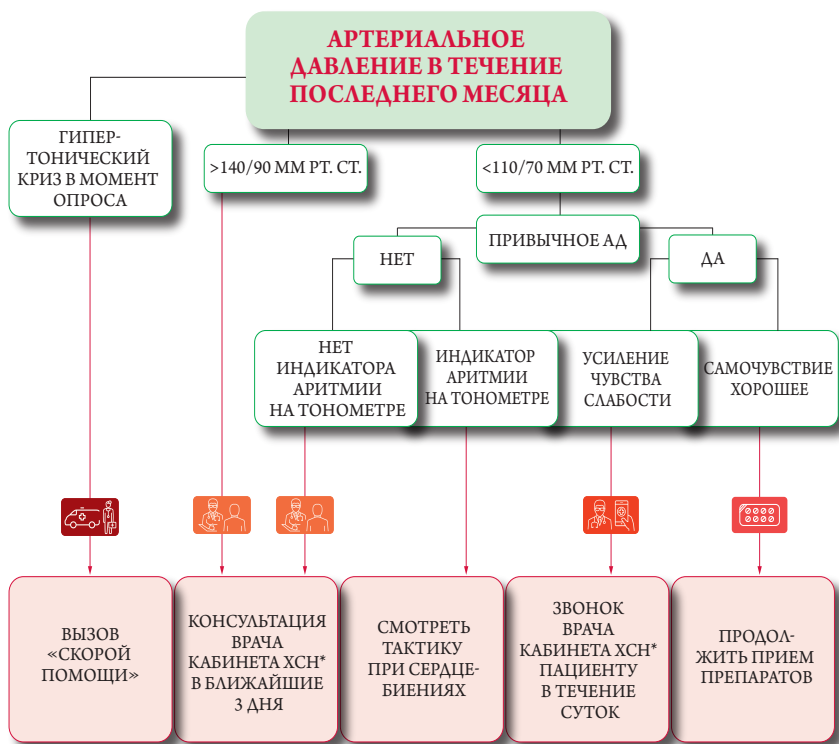 АРТЕРИАЛЬНОЕ
ДАВЛЕНИЕ В ТЕЧЕНИЕ
ПОСЛЕДНЕГО МЕСЯЦА
ГИПЕР-
ТОНИЧЕСКИЙ
КРИЗ В МОМЕНТ
ОПРОСА
>140/90 ММ РТ. СТ.
<110/70 ММ РТ. СТ.
ПРИВЫЧНОЕ АД
НЕТ
ДА
НЕТ
ИНДИКАТОРА
АРИТМИИ
НА ТОНОМЕТРЕ
ИНДИКАТОР
АРИТМИИ
НА ТОНОМЕТРЕ
УСИЛЕНИЕ
ЧУВСТВА
СЛАБОСТИ
САМОЧУВСТВИЕ
ХОРОШЕЕ
ВЫЗОВ
«СКОРОЙ
ПОМОЩИ»
КОНСУЛЬТАЦИЯ
ВРАЧА
КАБИНЕТА ХСН*
В БЛИЖАЙШИЕ
3 ДНЯ
СМОТРЕТЬ
ТАКТИКУ
ПРИ СЕРДЦЕ-
БИЕНИЯХ
ЗВОНОК
ВРАЧА
КАБИНЕТА ХСН*
ПАЦИЕНТУ
В ТЕЧЕНИЕ
СУТОК
ПРОДОЛ-
ЖИТЬ ПРИЕМ
ПРЕПАРАТОВ